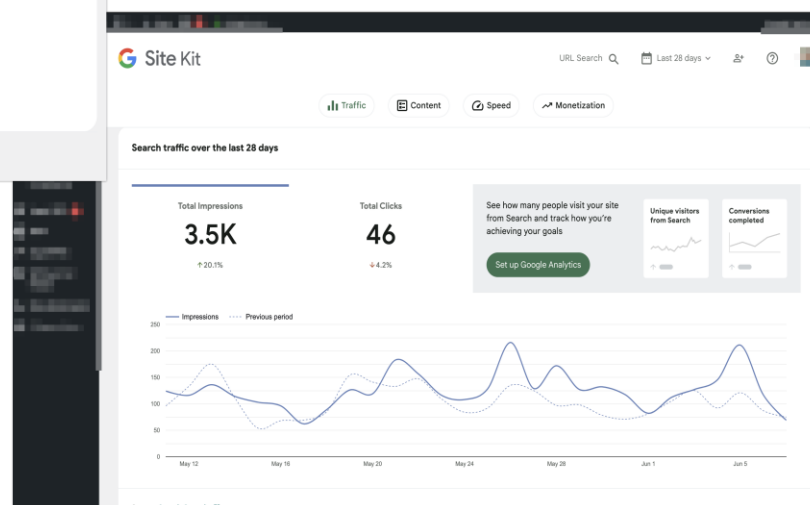 Site Kit
URL Search
Last 28 days
Traffic
Content
Speed
Monetization
Search traffic over the last 28 days
Total Impressions
3.5K
↑20.1%
Total Clicks
46
↓4.2%
See how many people visit your site
from Search and track how you're
achieving your goals
Set up Google Analytics
Unique visitors
from Search
Conversions
completed
Impressions
Previous period
250
200
150
100
50
0
May 12
May 16
May 20
May 24
May 28
Jun 1
Jun 5